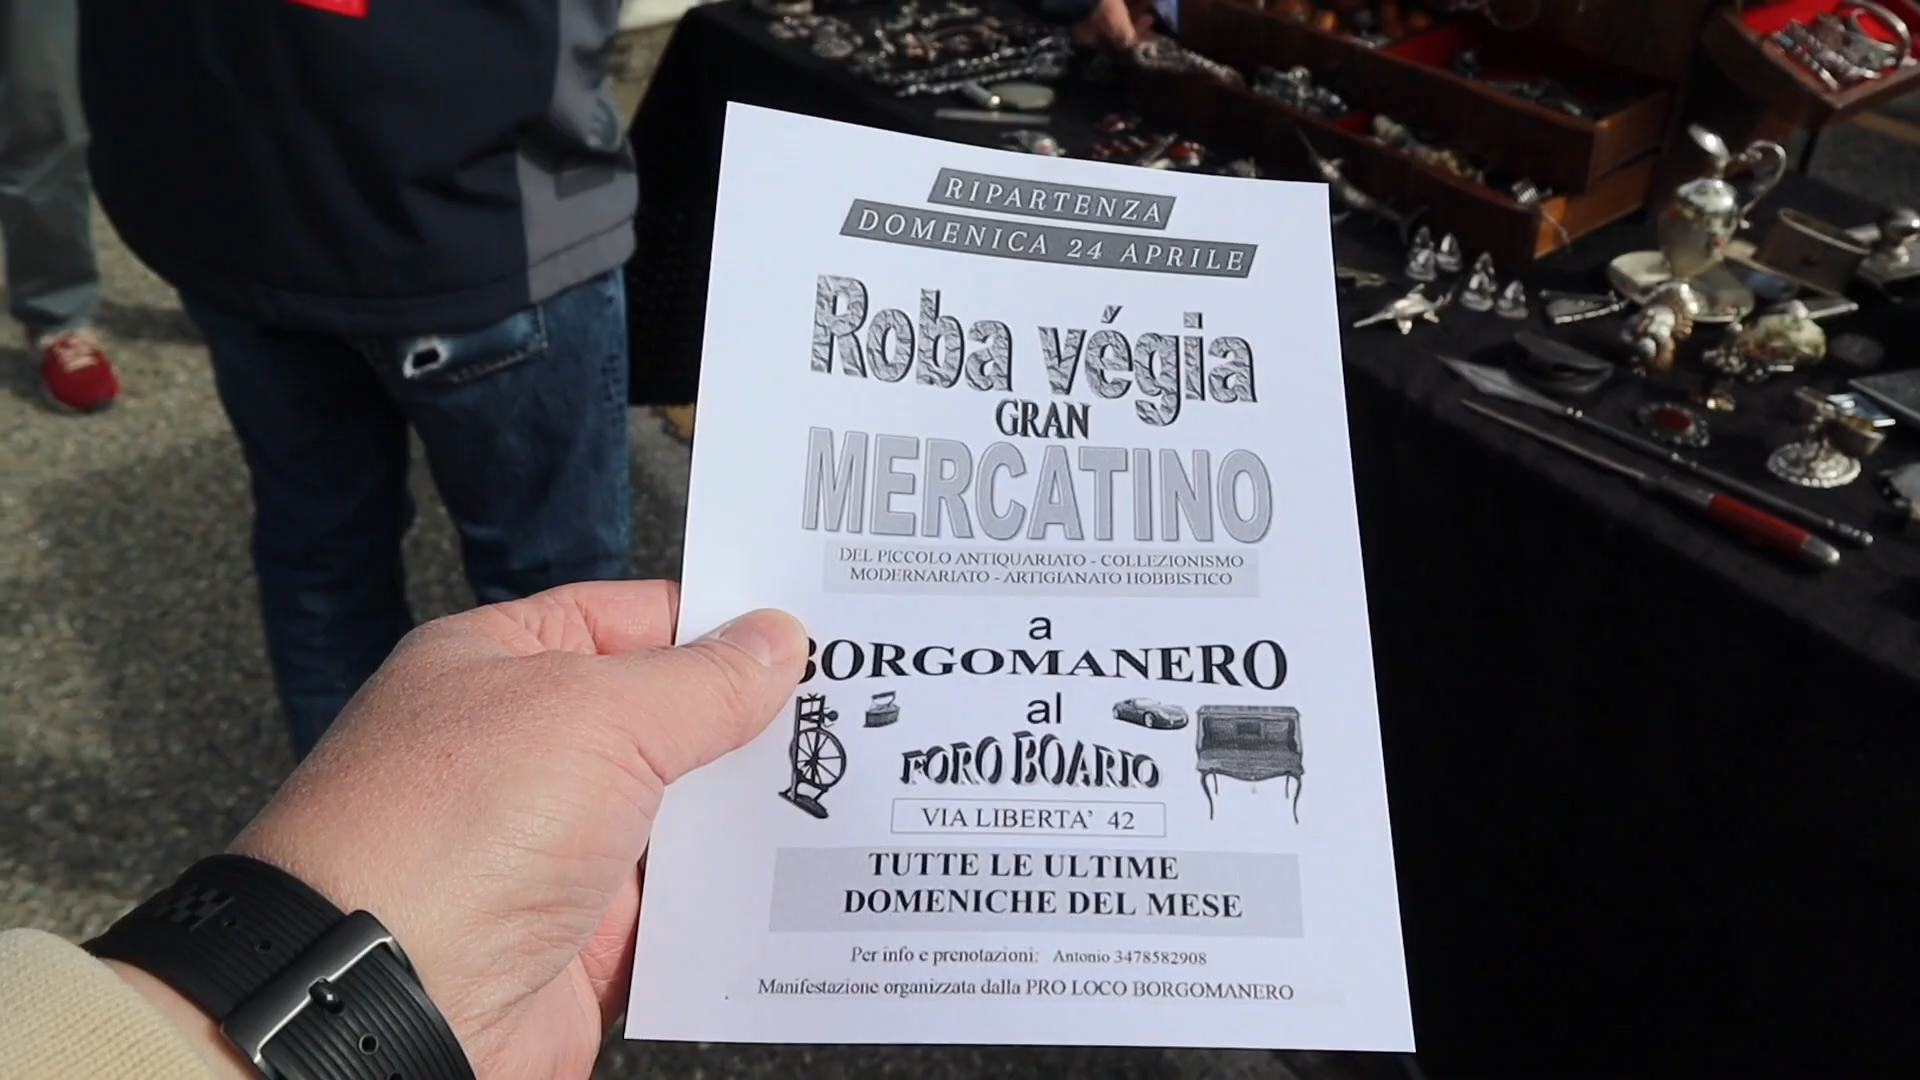 RIPARTENZA
DOMENICA 24 APRILE
Roba végia
GRAN
MERCATINO
DEL PICCOLO ANTIQUARIATO - COLLEZIONISMO
MODERNARIATO - ARTIGIANATO HOBBISTICO
a
BORGOMANERO
al
FORO BOARIO
VIA LIBERTA' 42
TUTTE LE ULTIME
DOMENICHE DEL MESE
Per info e prenotazioni: Antonio 3478582908
Manifestazione organizzata dalla PRO LOCO BORGOMANERO